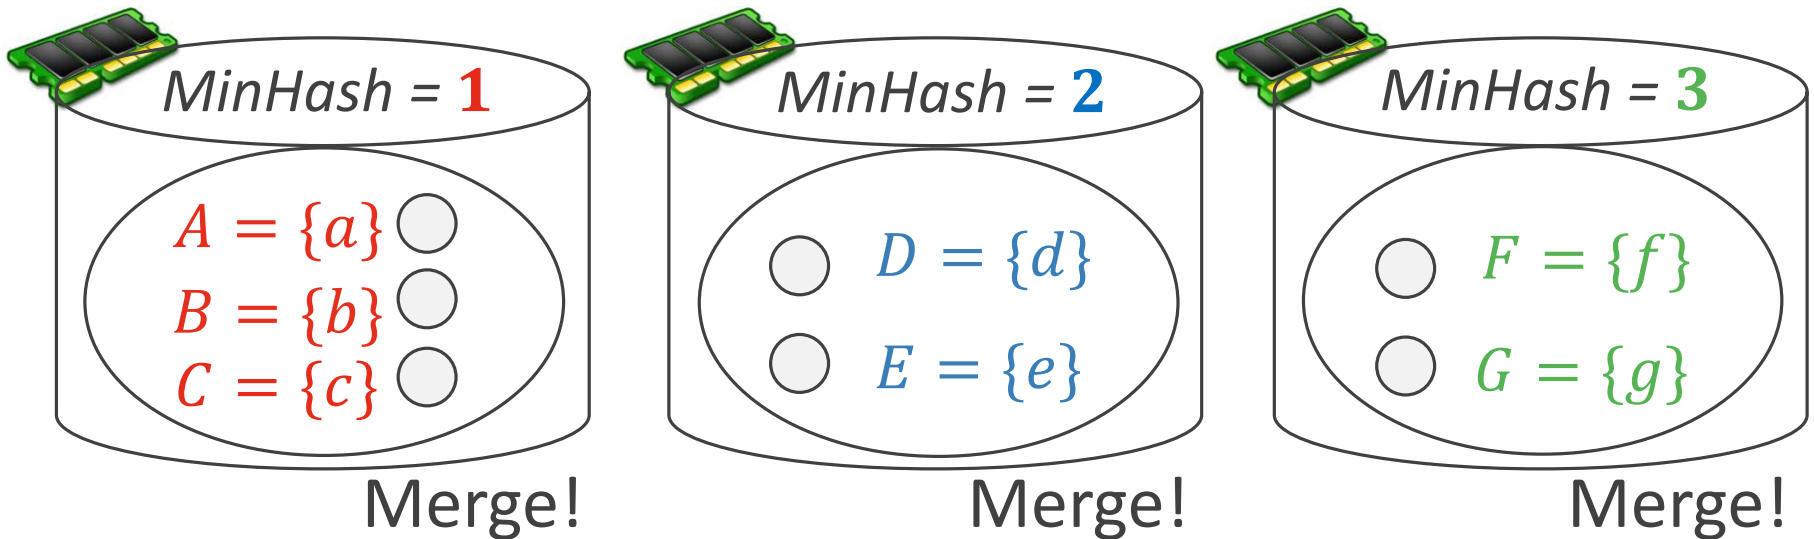 MinHash = 1
A = {a}
B = {b}
C = {c}
Merge!
MinHash = 2
D = {d}
E = {e}
Merge!
MinHash = 3
F = {f}
G = {g}
Merge!